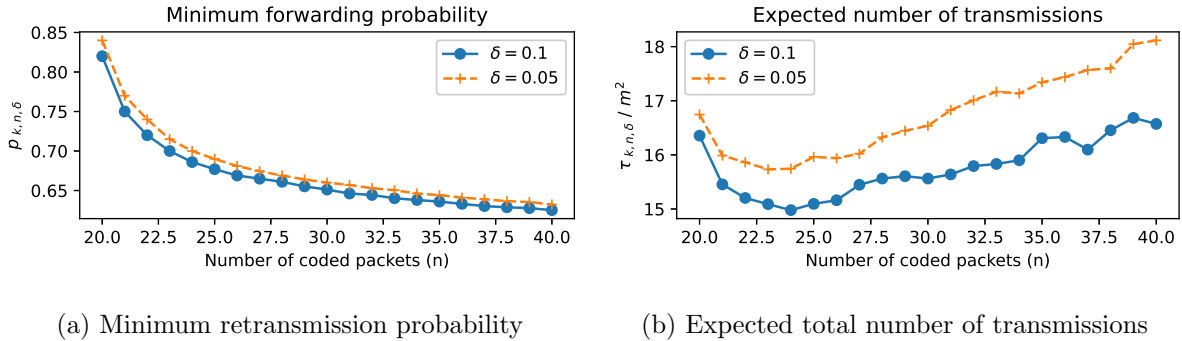 Minimum forwarding probability
0.85
0.80
0.75
0.70
0.65
p k, n, δ
δ = 0.1
δ = 0.05
20.0 22.5 25.0 27.5 30.0 32.5 35.0 37.5 40.0
Number of coded packets (n)
(a) Minimum retransmission probability
Expected number of transmissions
18
17
16
15
τ k, n, δ / m²
δ = 0.1
δ = 0.05
20.0 22.5 25.0 27.5 30.0 32.5 35.0 37.5 40.0
Number of coded packets (n)
(b) Expected total number of transmissions